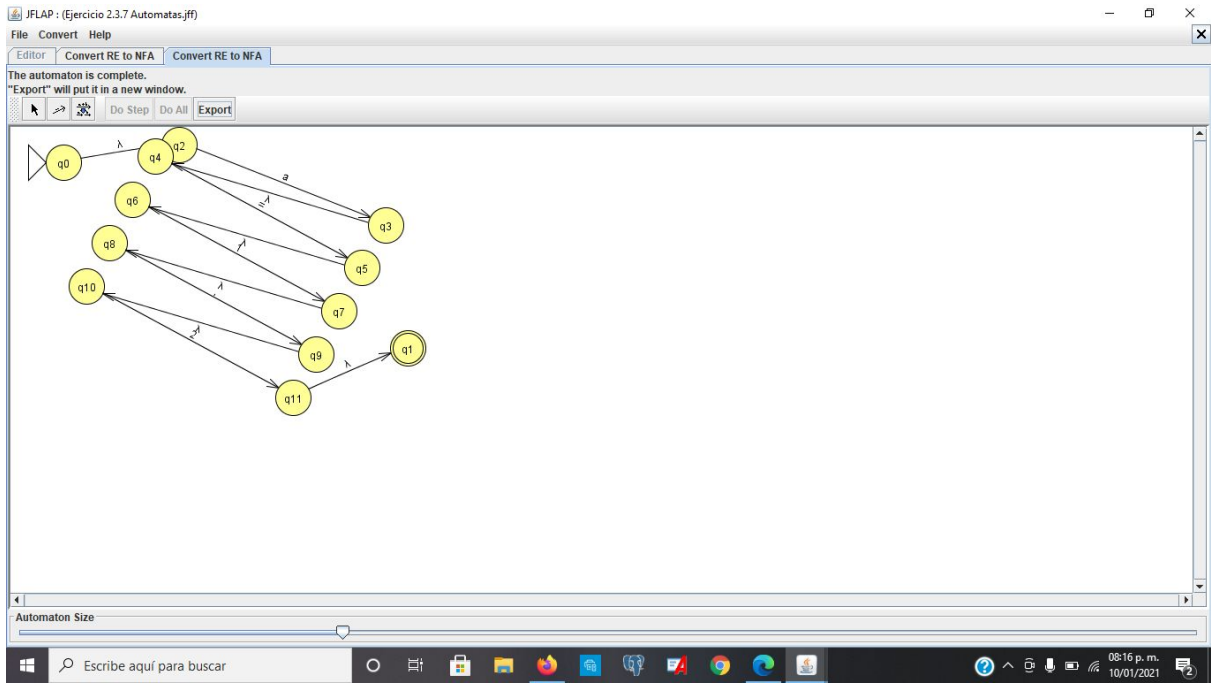 JFLAP : (Ejercicio 2.3.7 Automatas.jff)
File Convert Help
Editor Convert RE to NFA Convert RE to NFA
The automaton is complete.
"Export" will put it in a new window.
Do Step Do All Export
λ
q2
q4
q0
a
q6
=
λ
q3
q8
λ
q5
q10
λ
q7
2
λ
q9
λ
q1
q11
Automaton Size
Escribe aquí para buscar
08:16 p. m.
10/01/2021
2